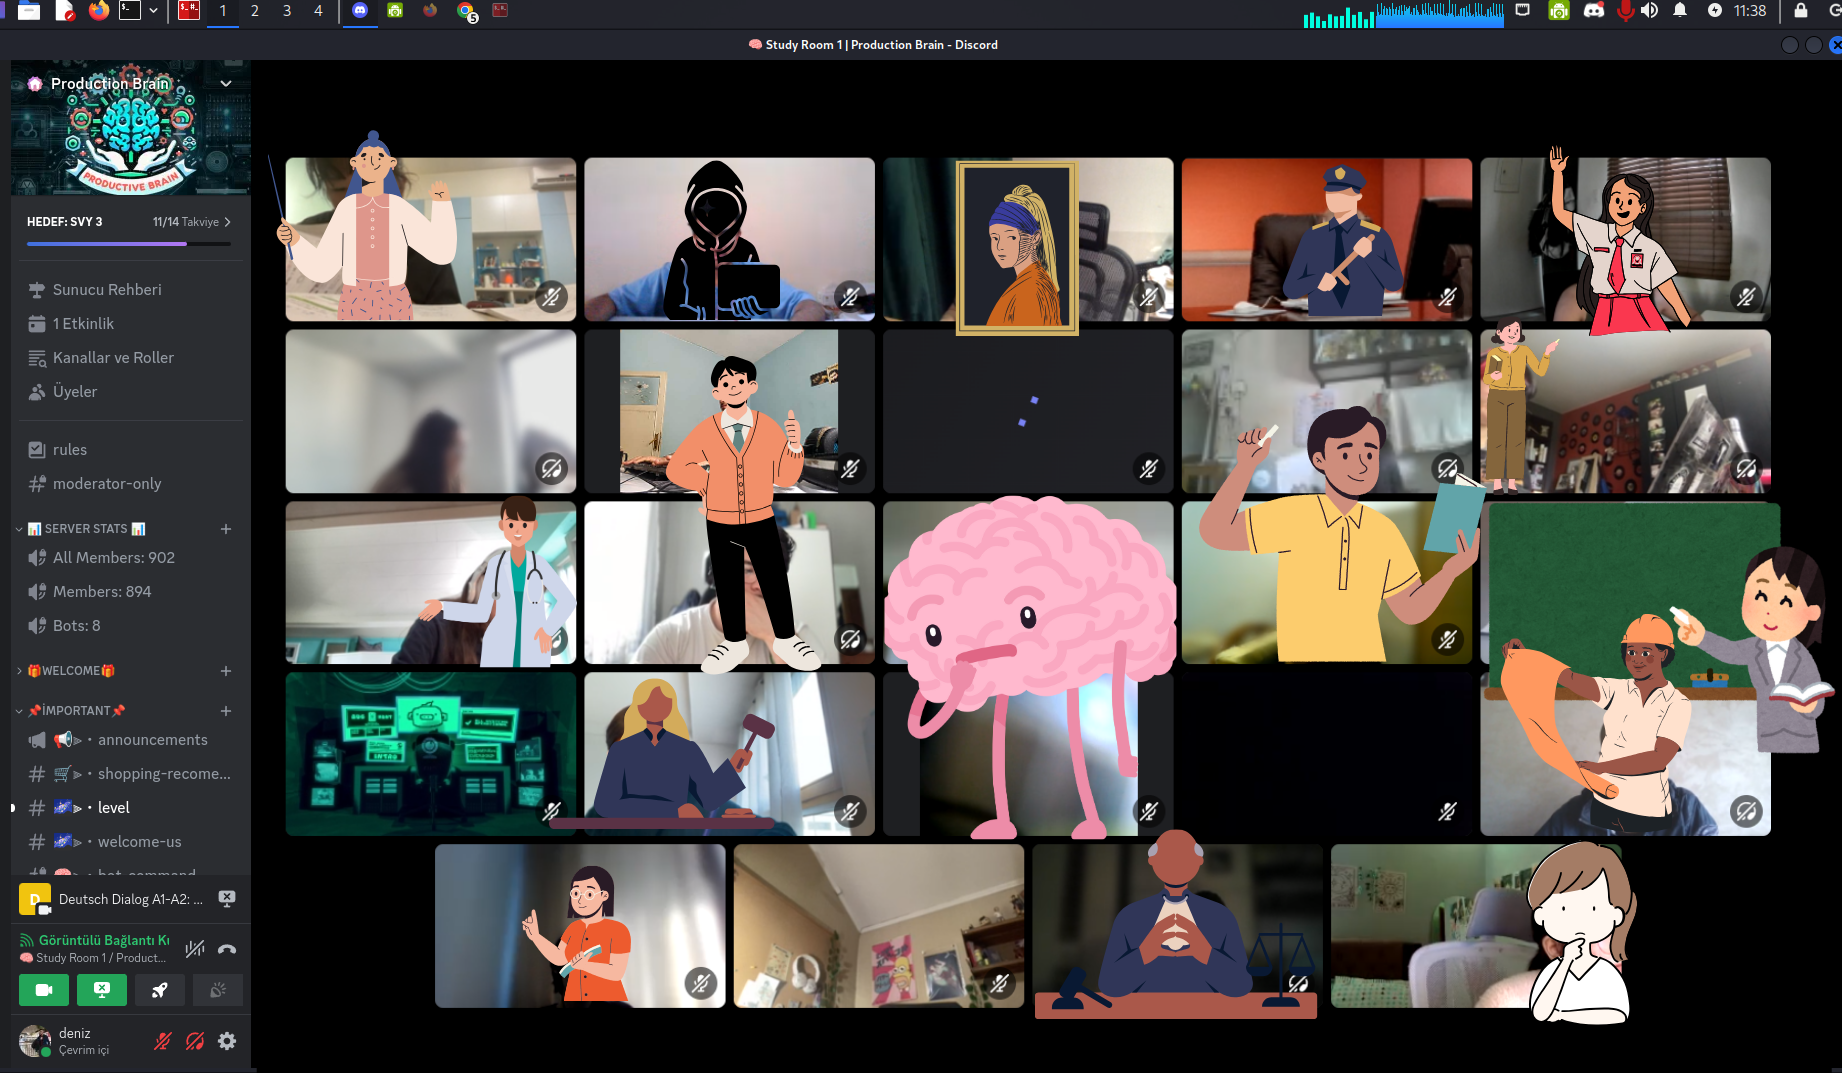 1
2
3
4
5
11:38
Study Room 1 | Production Brain - Discord
Production Brain
PRODUCTIVE BRAIN
HEDEF: SVY 3
11/14 Takviye
Sunucu Rehberi
1 Etkinlik
Kanallar ve Roller
Üyeler
rules
moderator-only
SERVER STATS
All Members: 902
Members: 894
Bots: 8
WELCOME
İMPORTANT
announcements
shopping-recome...
level
welcome-us
bot-command
D
Deutsch Dialog A1-A2: ...
Görüntülü Bağlantı Ku
Study Room 1 / Product...
deniz
Çevrim içi